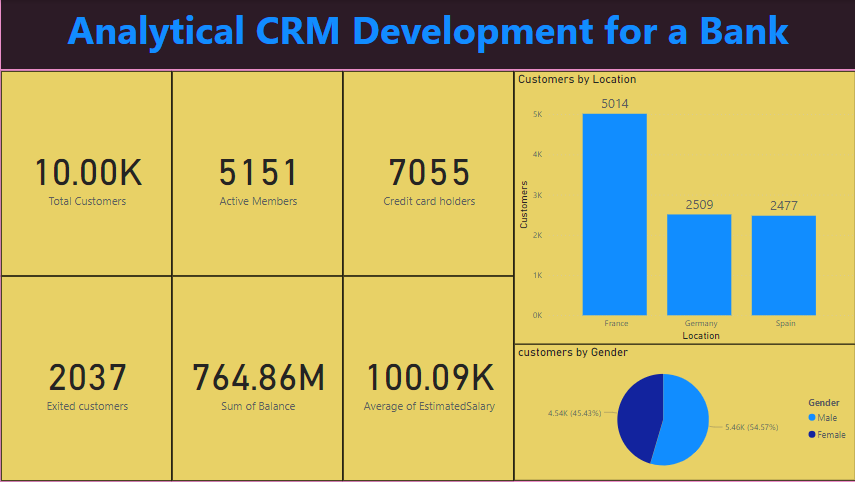 Analytical CRM Development for a Bank
10.00K
Total Customers
5151
Active Members
7055
Credit card holders
2037
Exited customers
764.86M
Sum of Balance
100.09K
Average of EstimatedSalary
Customers by Location
5014
2509
2477
5K
4K
3K
2K
1K
0K
Customers
France
Germany
Spain
Location
customers by Gender
4.54K (45.43%)
5.46K (54.57%)
Gender
Male
Female